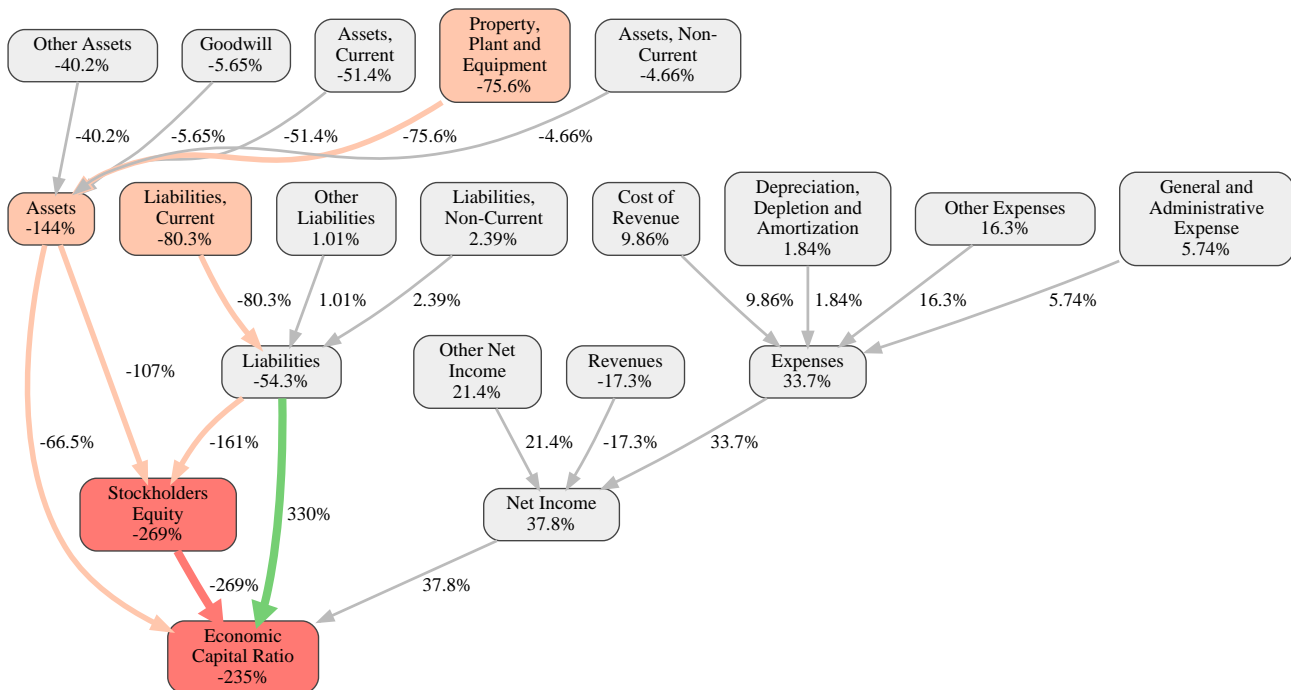 Other Assets
-40.2%
Goodwill
-5.65%
Assets,
Current
-51.4%
Property,
Plant and
Equipment
-75.6%
Assets, Non-
Current
-4.66%
-40.2%
-5.65%
-51.4%
-75.6%
-4.66%
Assets
-144%
Liabilities,
Current
-80.3%
Other
Liabilities
1.01%
Liabilities,
Non-Current
2.39%
Cost of
Revenue
9.86%
Depreciation,
Depletion and
Amortization
1.84%
Other Expenses
16.3%
General and
Administrative
Expense
5.74%
-80.3%
1.01%
2.39%
9.86%
1.84%
16.3%
5.74%
Liabilities
-54.3%
Other Net
Income
21.4%
Revenues
-17.3%
Expenses
33.7%
-107%
-66.5%
-161%
330%
21.4%
-17.3%
33.7%
Stockholders
Equity
-269%
Net Income
37.8%
-269%
37.8%
Economic
Capital Ratio
-235%